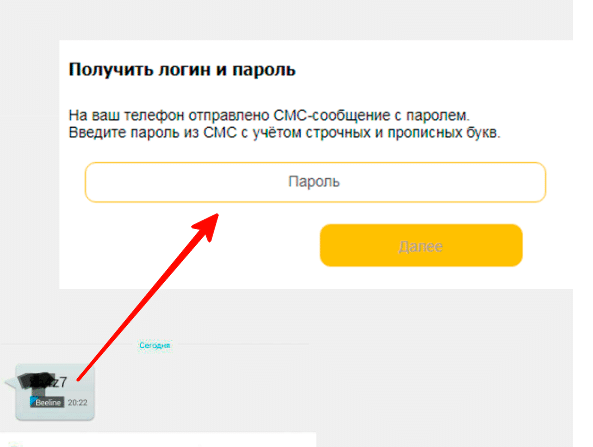 Получить логин и пароль
На ваш телефон отправлено СМС-сообщение с паролем.
Введите пароль из СМС с учётом строчных и прописных букв.
Пароль
Далее
Сегодня
z7
Beeline 20:22